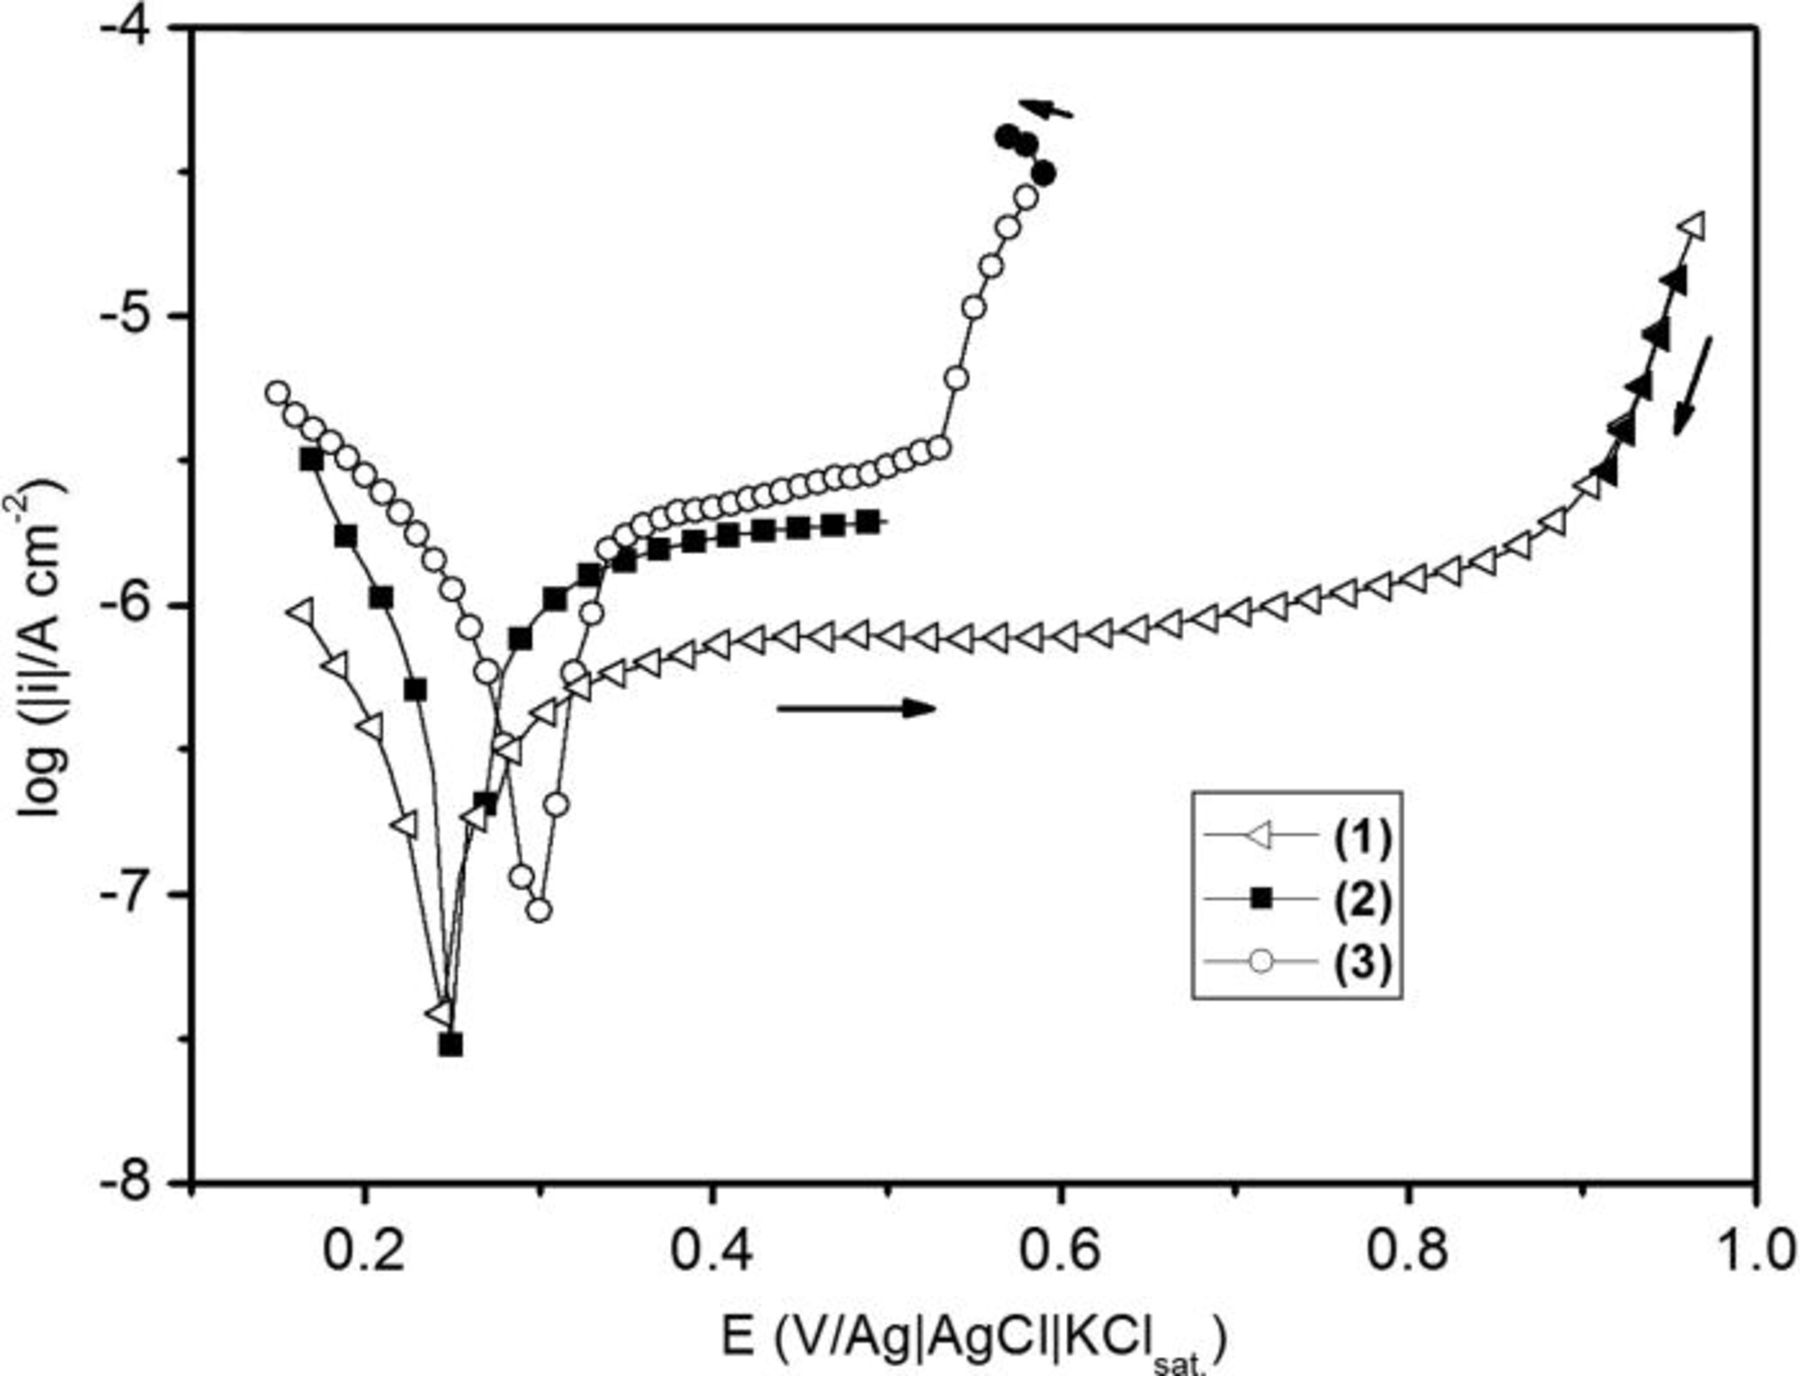 -4
-5
-6
-7
-8
log (|i|/A cm-2)
(1)
(2)
(3)
0.2 0.4 0.6 0.8 1.0
E (V/Ag|AgCl|KClsat.)